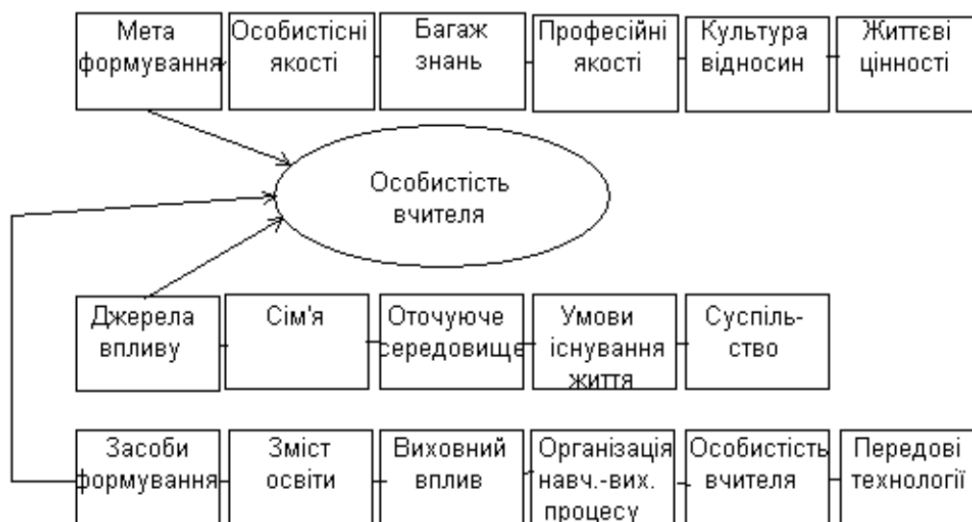 Мета
формування
Особистісні
якості
Багаж
знань
Професійні
якості
Культура
відносин
Життєві
цінності
Особистість
вчителя
Джерела
впливу
Сім'я
Оточуюче
середовище
Умови
існування
життя
Суспіль-
ство
Засоби
формування
Зміст
освіти
Виховний
вплив
Організація
навч.-вих.
процесу
Особистість
вчителя
Передові
технології